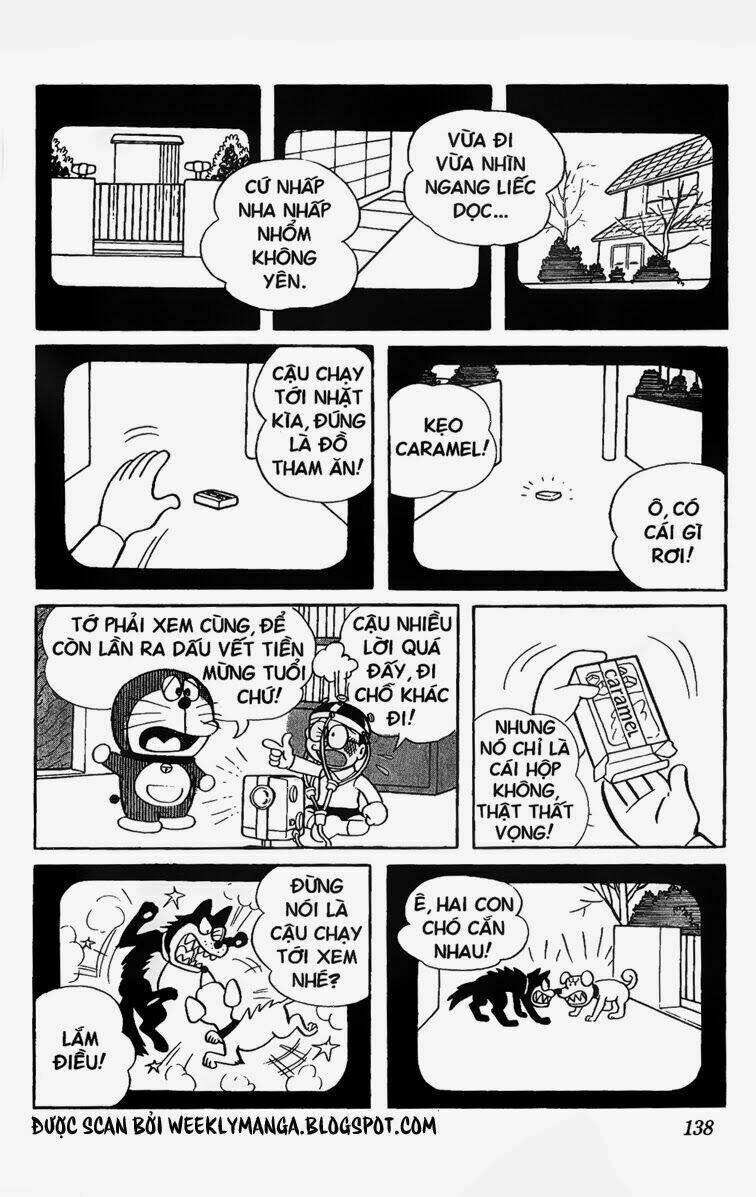 VỪA ĐI
VỪA NHÌN
NGANG LIẾC
DỌC...
CỨ NHẤP
NHA NHẤP
NHỔM
KHÔNG
YÊN.
Ô, CÓ
CÁI GÌ
RƠI!
KẸO
CARAMEL!
CẬU CHẠY
TỚI NHẶT
KÌA, ĐÚNG
LÀ ĐỒ
THAM ĂN!
caramel
NHƯNG
NÓ CHỈ LÀ
CÁI HỘP
KHÔNG,
THẬT THẤT
VỌNG!
CẬU NHIỀU
LỜI QUÁ
ĐẤY, ĐI
CHỖ KHÁC
ĐI!
TỚ PHẢI XEM CÙNG, ĐỂ
CÒN LẦN RA DẤU VẾT TIỀN
MỪNG TUỔI
CHỨ!
Ê, HAI CON
CHÓ CẮN
NHAU!
ĐỪNG
NÓI LÀ
CẬU CHẠY
TỚI XEM
NHÉ?
LẮM
ĐIỀU!
ĐƯỢC SCAN BỞI WEEKLYMANGA.BLOGSPOT.COM
138